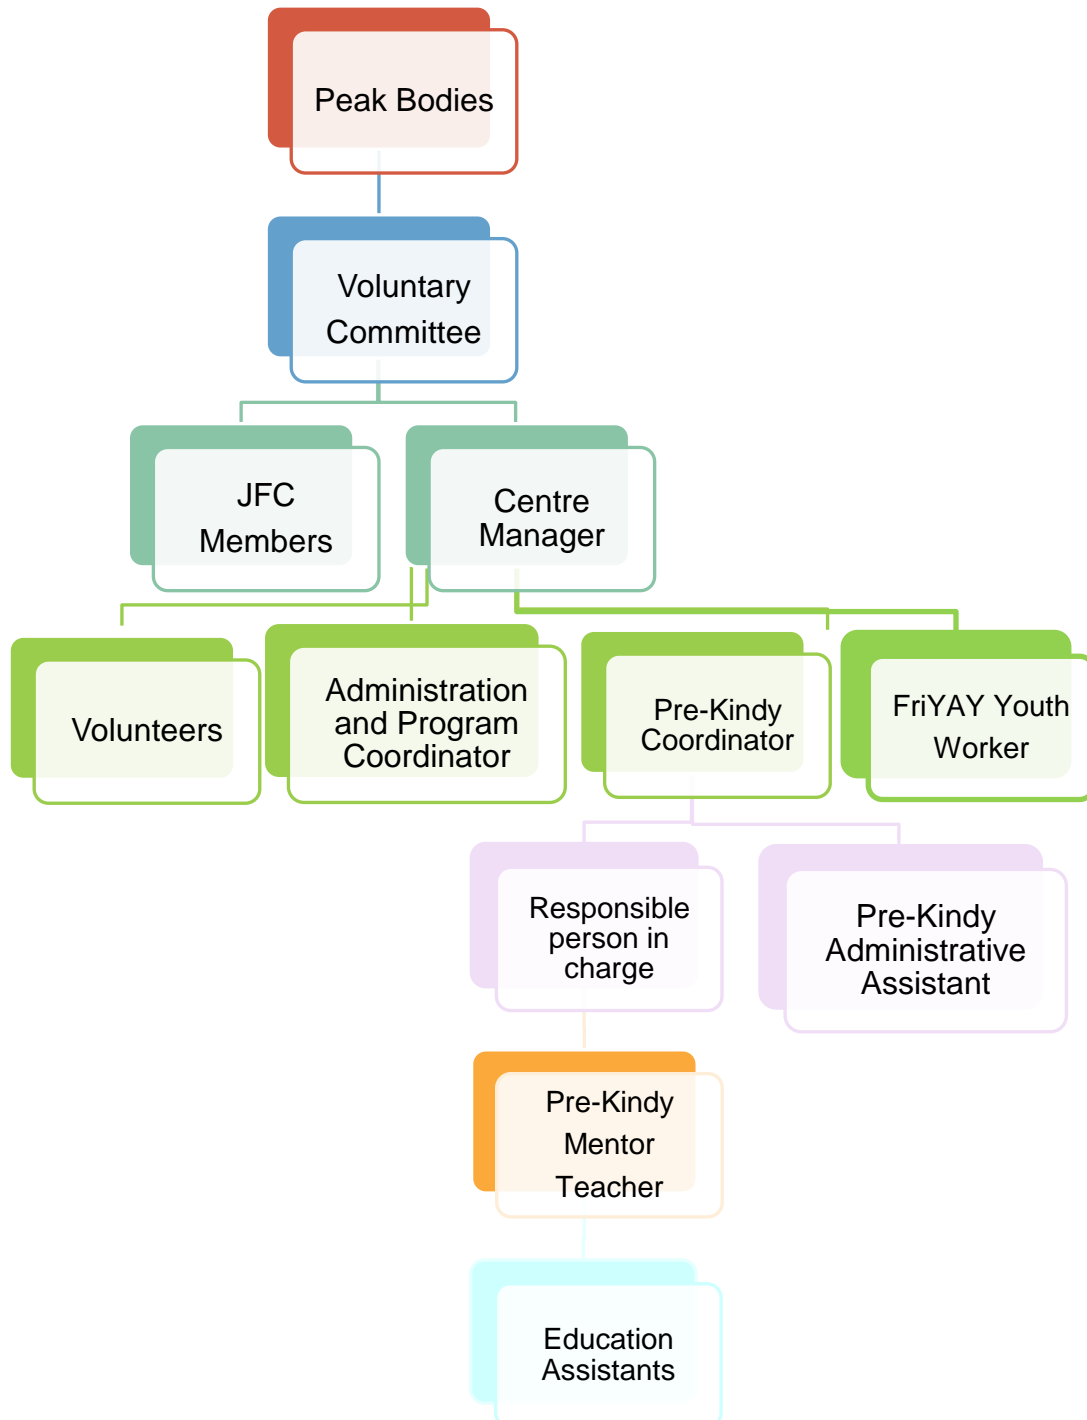 Peak Bodies
Voluntary
Committee
JFC
Members
Centre
Manager
Volunteers
Administration
and Program
Coordinator
Pre-Kindy
Coordinator
FriYAY Youth
Worker
Responsible
person in
charge
Pre-Kindy
Administrative
Assistant
Pre-Kindy
Mentor
Teacher
Education
Assistants